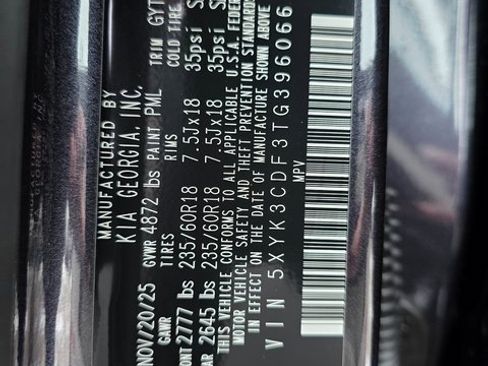 MANUFACTURED BY
KIA GEORGIA, INC.
NOV/20/25 GVWR 4872 lbs PAINT PML TRIM GYT
GAWR TIRES RIMS COLD TIRE
2777 lbs 235/60R18 7.5Jx18 35psi
2645 lbs 235/60R18 7.5Jx18 35psi
THIS VEHICLE CONFORMS TO ALL APPLICABLE U.S.A. FEDER
MOTOR VEHICLE SAFETY AND THEFT PREVENTION STANDARDS
IN EFFECT ON THE DATE OF MANUFACTURE SHOWN ABOVE
VIN 5XYK3CDF3TG396066
MPV